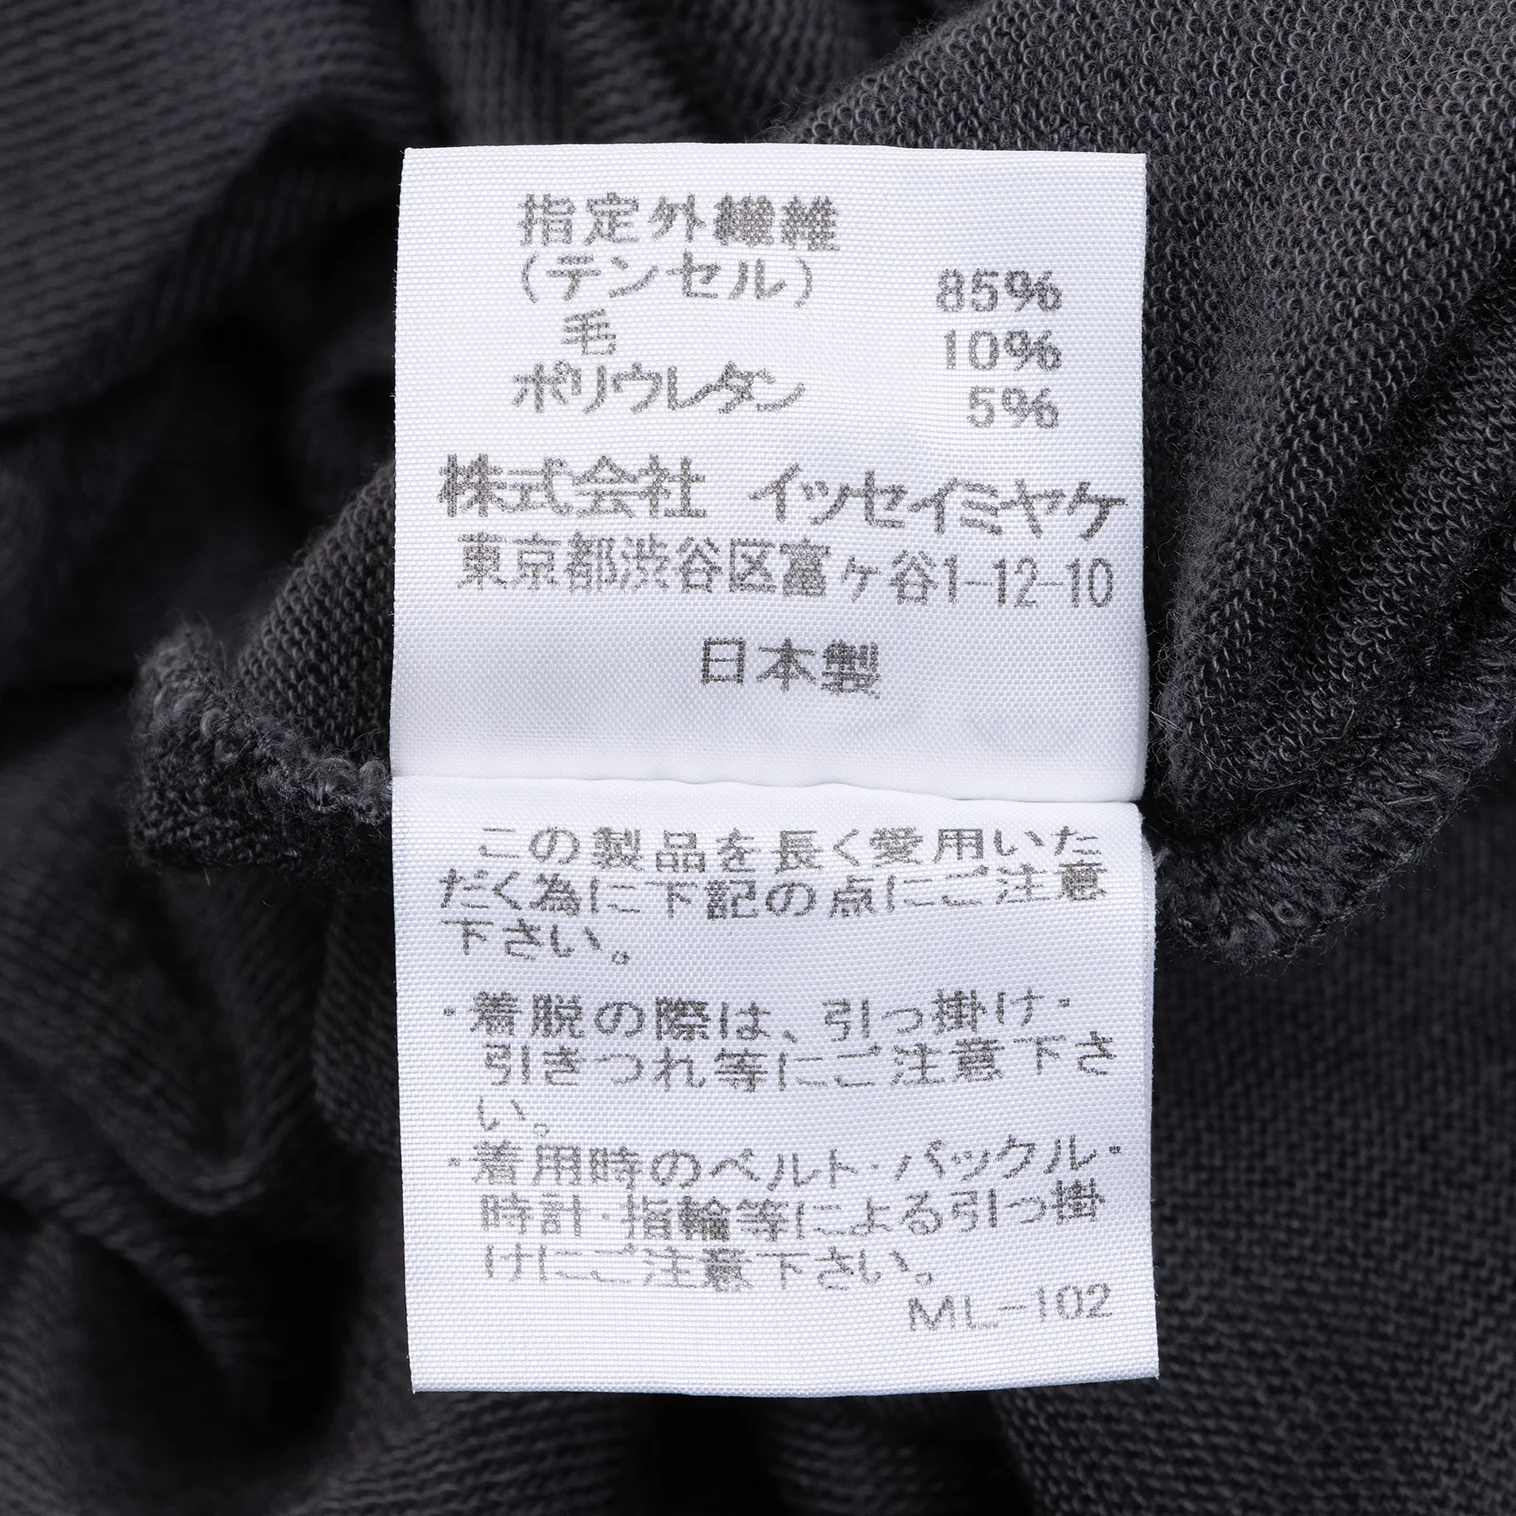 指定外繊維
(テンセル) 85%
毛 10%
ポリウレタン 5%
株式会社 イッセイミヤケ
東京都渋谷区富ヶ谷1-12-10
日本製
この製品を長く愛用いた
だく為に下記の点にご注意
下さい。
・着脱の際は、引っ掛け・
引きつれ等にご注意下さ
い。
・着用時のベルト・バックル・
時計・指輪等による引っ掛
けにご注意下さい。
ML-102